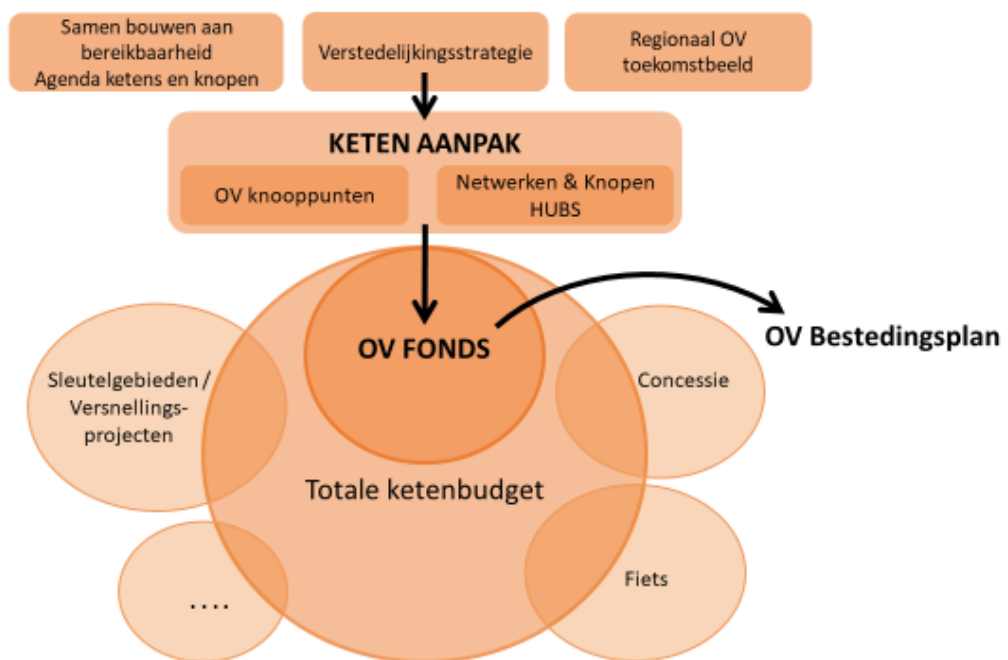 Samen bouwen aan
bereikbaarheid
Agenda ketens en knopen
Verstedelijkingsstrategie
Regionaal OV
toekomstbeeld
KETEN AANPAK
OV knooppunten
Netwerken & Knopen
HUBS
OV FONDS
OV Bestedingsplan
Sleutelgebieden /
Versnellings-
projecten
Concessie
Totale ketenbudget
Fiets
....